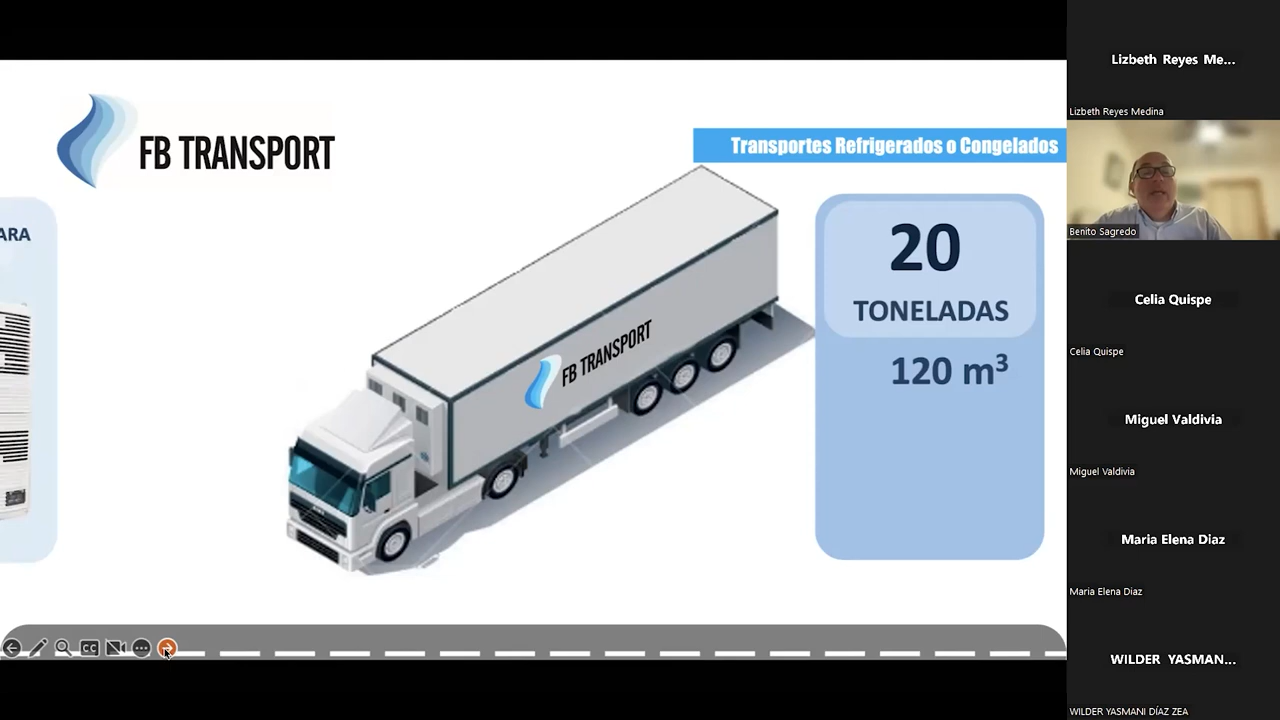 FB TRANSPORT
Transportes Refrigerados o Congelados
ARA
20
TONELADAS
120 m³
FB TRANSPORT
CC
Lizbeth Reyes Me...
Lizbeth Reyes Medina
Benito Sagredo
Celia Quispe
Celia Quispe
Miguel Valdivia
Miguel Valdivia
Maria Elena Diaz
Maria Elena Diaz
WILDER YASMAN...
WILDER YASMANI DÍAZ ZEA